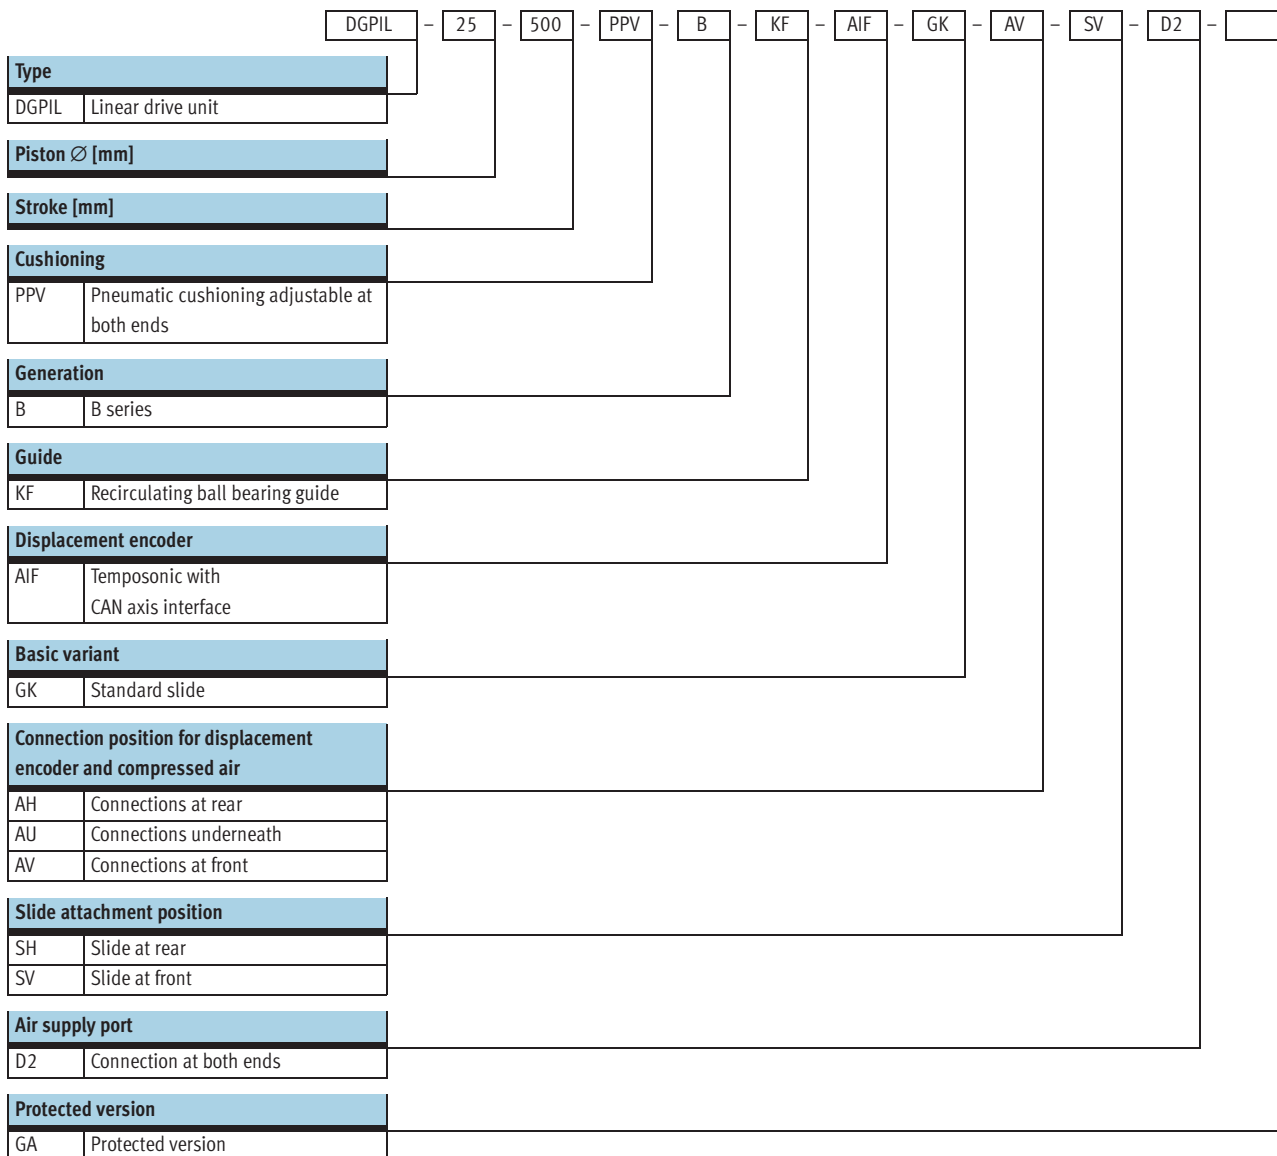 DGPIL – 25 – 500 – PPV – B – KF – AIF – GK – AV – SV – D2 –
Type
DGPIL Linear drive unit
Piston ∅ [mm]
Stroke [mm]
Cushioning
PPV Pneumatic cushioning adjustable at
both ends
Generation
B B series
Guide
KF Recirculating ball bearing guide
Displacement encoder
AIF Temposonic with
CAN axis interface
Basic variant
GK Standard slide
Connection position for displacement
encoder and compressed air
AH Connections at rear
AU Connections underneath
AV Connections at front
Slide attachment position
SH Slide at rear
SV Slide at front
Air supply port
D2 Connection at both ends
Protected version
GA Protected version